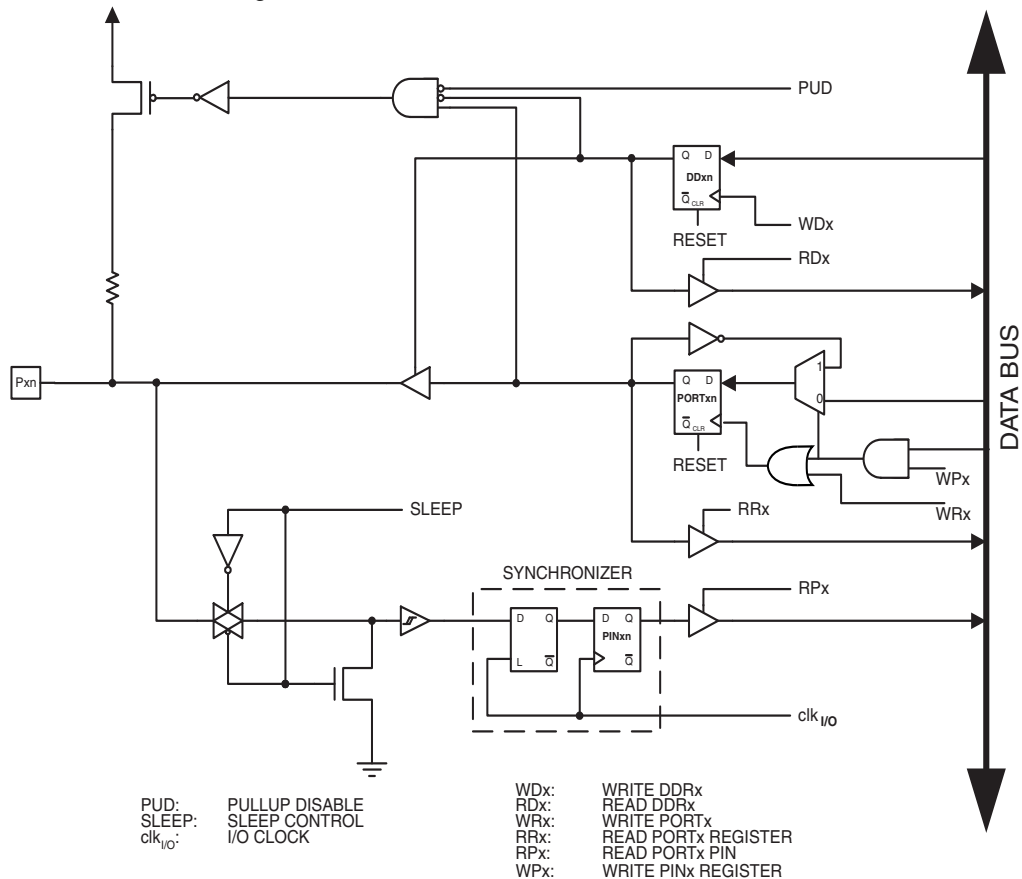 PUD
Q D
DDxn
Q
CLR
WDx
RESET
RDx
Pxn
Q D
1
PORTxn
0
Q
CLR
RESET
WPx
WRx
RRx
SLEEP
SYNCHRONIZER
RPx
D Q
D Q
PINxn
L Q
Q
clk I/O
DATA BUS
PUD: PULLUP DISABLE
SLEEP: SLEEP CONTROL
clkI/O: I/O CLOCK
WDx: WRITE DDRx
RDx: READ DDRx
WRx: WRITE PORTx
RRx: READ PORTx REGISTER
RPx: READ PORTx PIN
WPx: WRITE PINx REGISTER